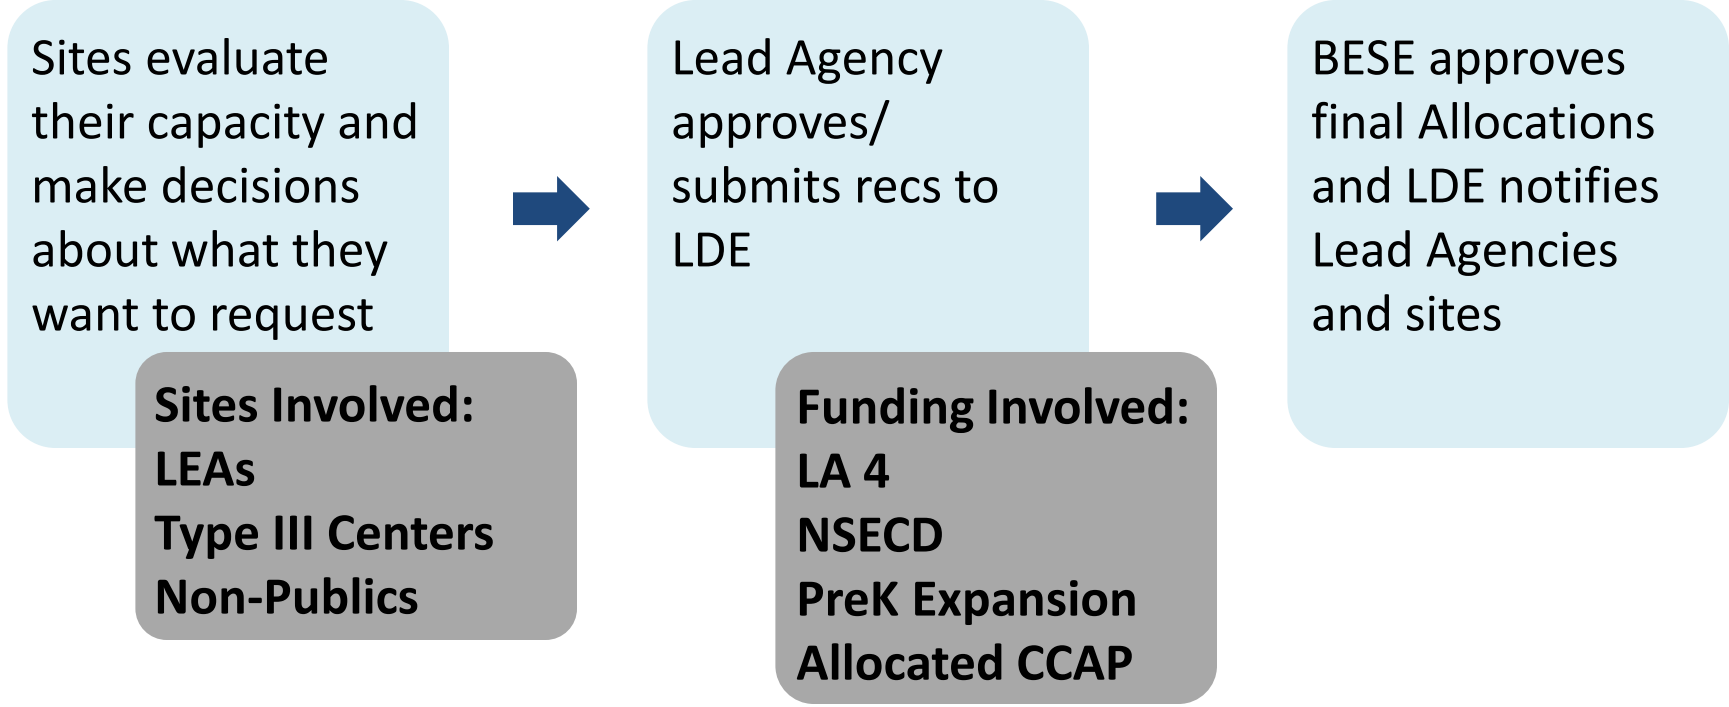 Sites evaluate
their capacity and
make decisions
about what they
want to request
Sites Involved:
LEAs
Type III Centers
Non-Publics
Lead Agency
approves/
submits recs to
LDE
Funding Involved:
LA 4
NSECD
PreK Expansion
Allocated CCAP
BESE approves
final Allocations
and LDE notifies
Lead Agencies
and sites